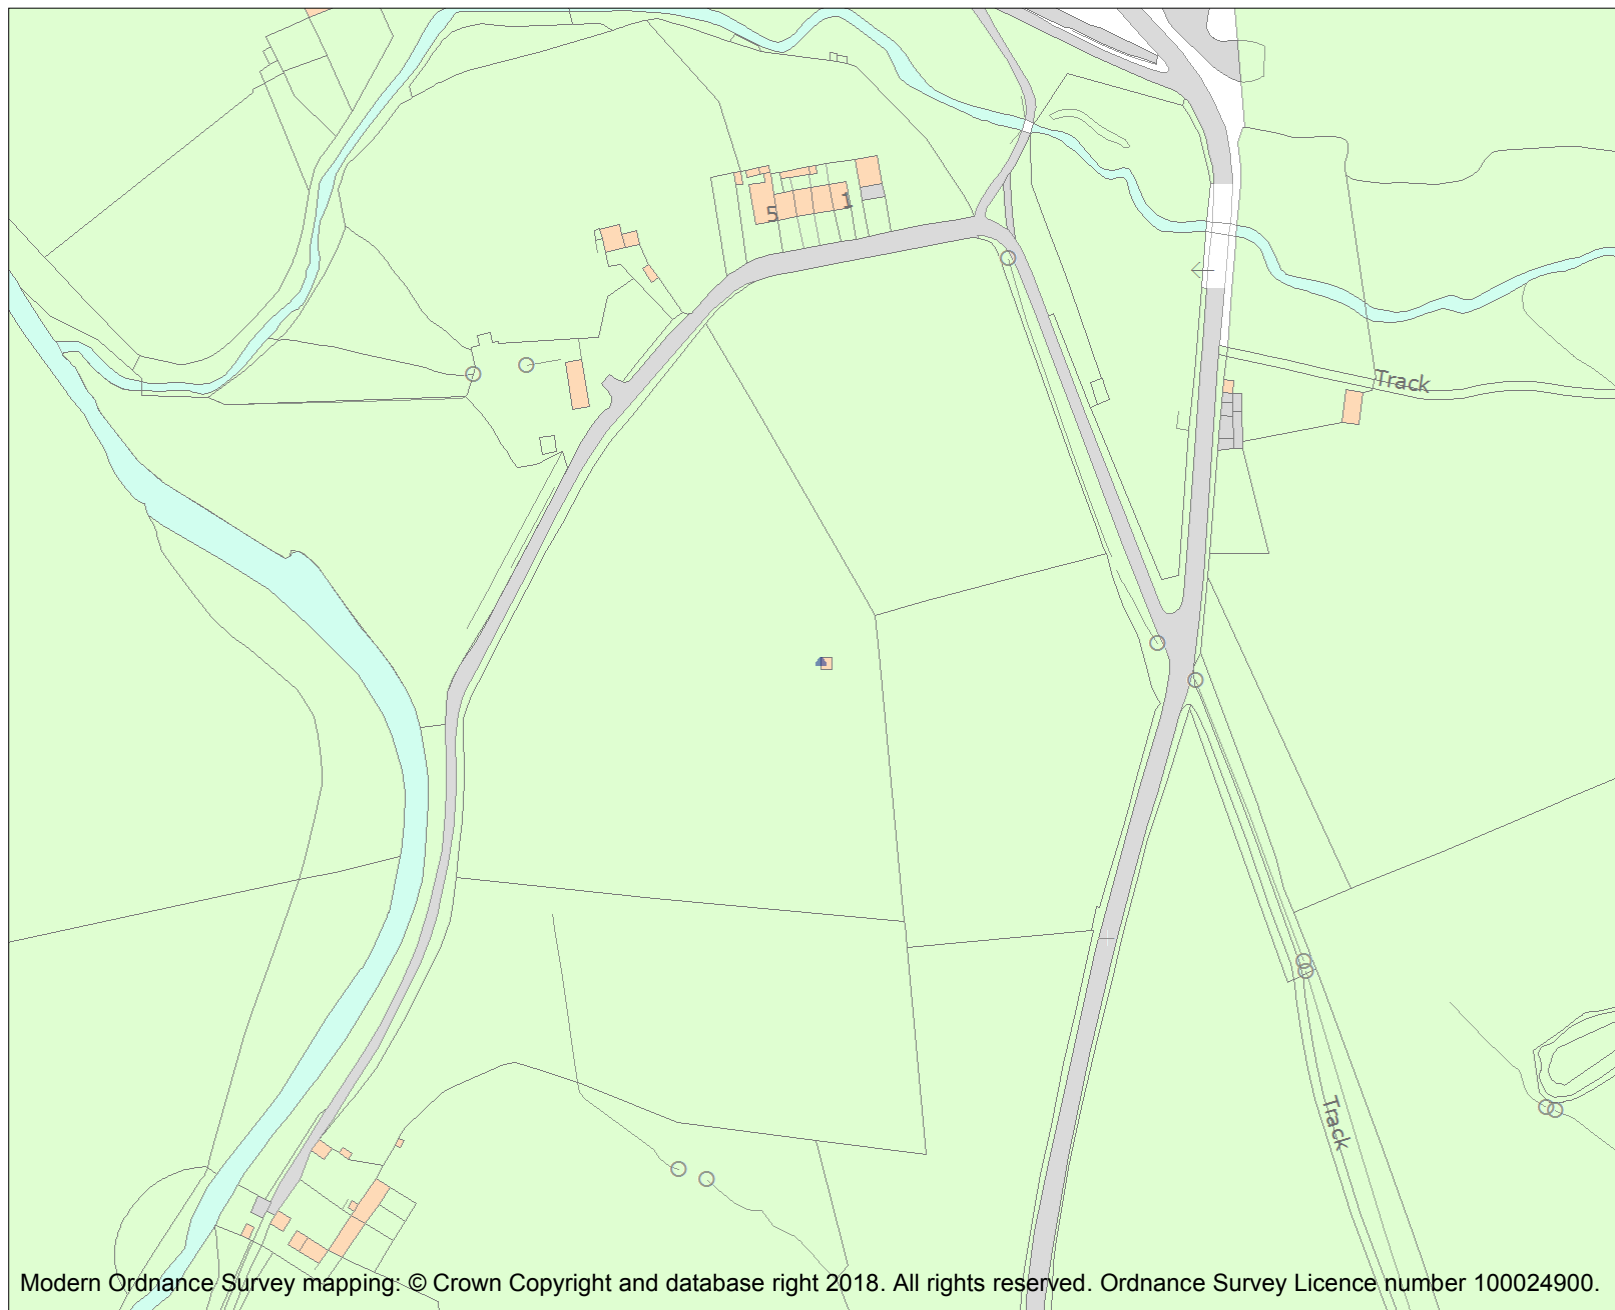 5
1
Track
Track
Modern Ordnance Survey mapping: © Crown Copyright and database right 2018. All rights reserved. Ordnance Survey Licence number 100024900.